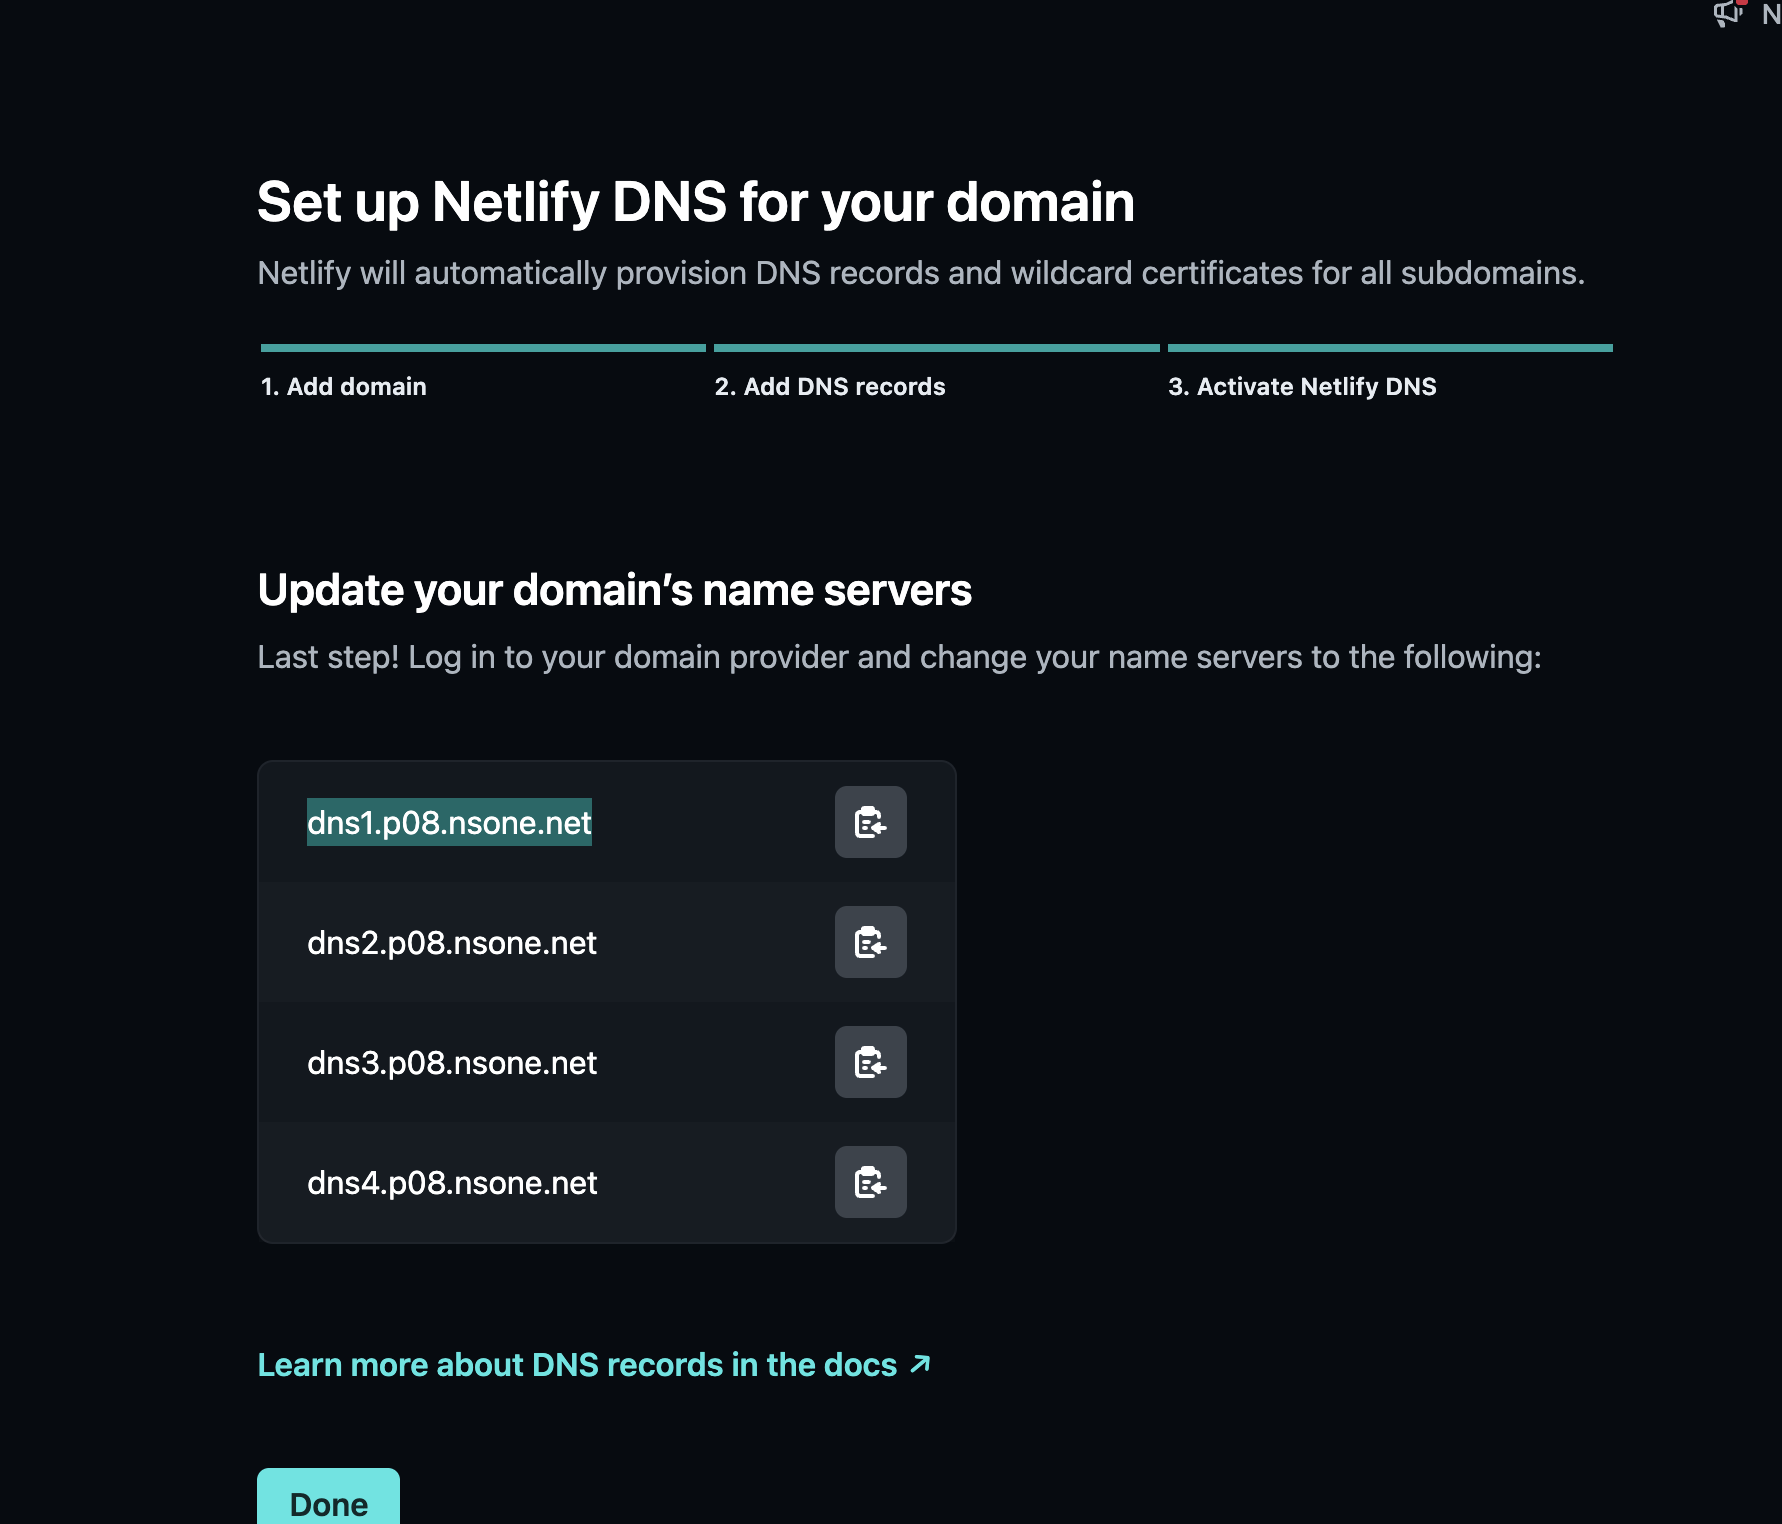 Set up Netlify DNS for your domain
Netlify will automatically provision DNS records and wildcard certificates for all subdomains.
1. Add domain
2. Add DNS records
3. Activate Netlify DNS
Update your domain’s name servers
Last step! Log in to your domain provider and change your name servers to the following:
dns1.p08.nsone.net
dns2.p08.nsone.net
dns3.p08.nsone.net
dns4.p08.nsone.net
Learn more about DNS records in the docs ↗
Done